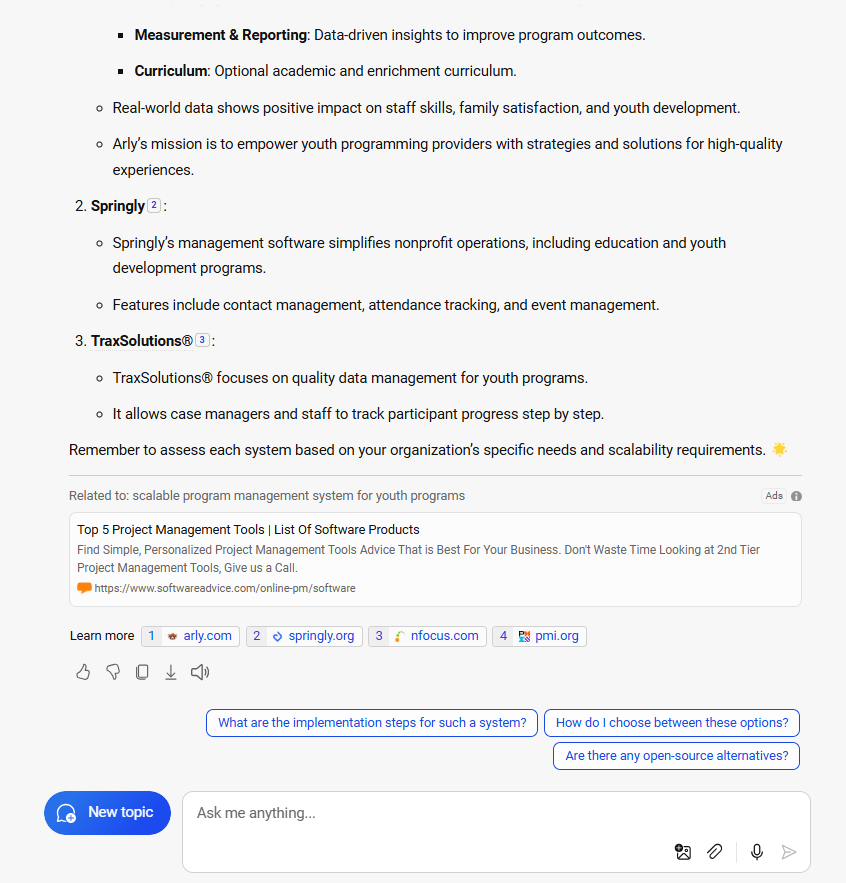 Measurement & Reporting: Data-driven insights to improve program outcomes.
Curriculum: Optional academic and enrichment curriculum.
Real-world data shows positive impact on staff skills, family satisfaction, and youth development.
Arly’s mission is to empower youth programming providers with strategies and solutions for high-quality
experiences.
2. Springly 2 :
Springly’s management software simplifies nonprofit operations, including education and youth
development programs.
Features include contact management, attendance tracking, and event management.
3. TraxSolutions® 3 :
TraxSolutions® focuses on quality data management for youth programs.
It allows case managers and staff to track participant progress step by step.
Remember to assess each system based on your organization’s specific needs and scalability requirements. 🌟
Related to: scalable program management system for youth programs Ads
Top 5 Project Management Tools | List Of Software Products
Find Simple, Personalized Project Management Tools Advice That is Best For Your Business. Don't Waste Time Looking at 2nd Tier
Project Management Tools, Give us a Call.
https://www.softwareadvice.com/online-pm/software
Learn more 1 arly.com 2 springly.org 3 nfocus.com 4 pmi.org
What are the implementation steps for such a system? How do I choose between these options?
Are there any open-source alternatives?
New topic Ask me anything...